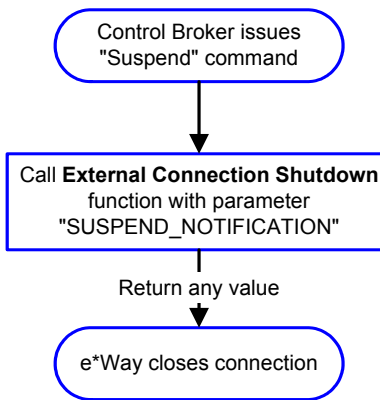 Control Broker issues
"Suspend" command
Call External Connection Shutdown
function with parameter
"SUSPEND_NOTIFICATION"
Return any value
e*Way closes connection